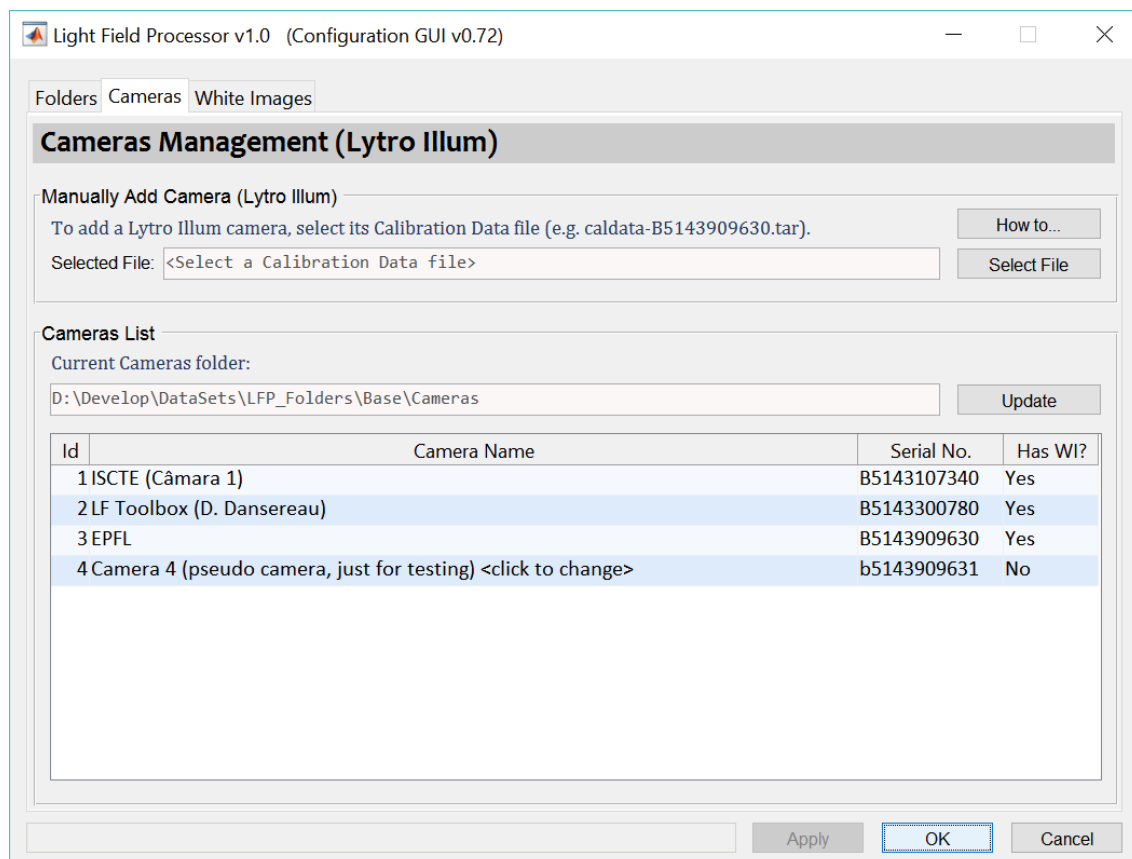 Light Field Processor v1.0   (Configuration GUI v0.72)
Folders Cameras White Images
Cameras Management (Lytro Illum)
Manually Add Camera (Lytro Illum)
To add a Lytro Illum camera, select its Calibration Data file (e.g. caldata-B5143909630.tar).
How to...
Selected File: <Select a Calibration Data file>
Select File
Cameras List
Current Cameras folder:
D:\Develop\DataSets\LFP_Folders\Base\Cameras
Update
Id Camera Name Serial No. Has WI?
1 ISCTE (Câmara 1) B5143107340 Yes
2 LF Toolbox (D. Dansereau) B5143300780 Yes
3 EPFL B5143909630 Yes
4 Camera 4 (pseudo camera, just for testing) <click to change> b5143909631 No
Apply OK Cancel